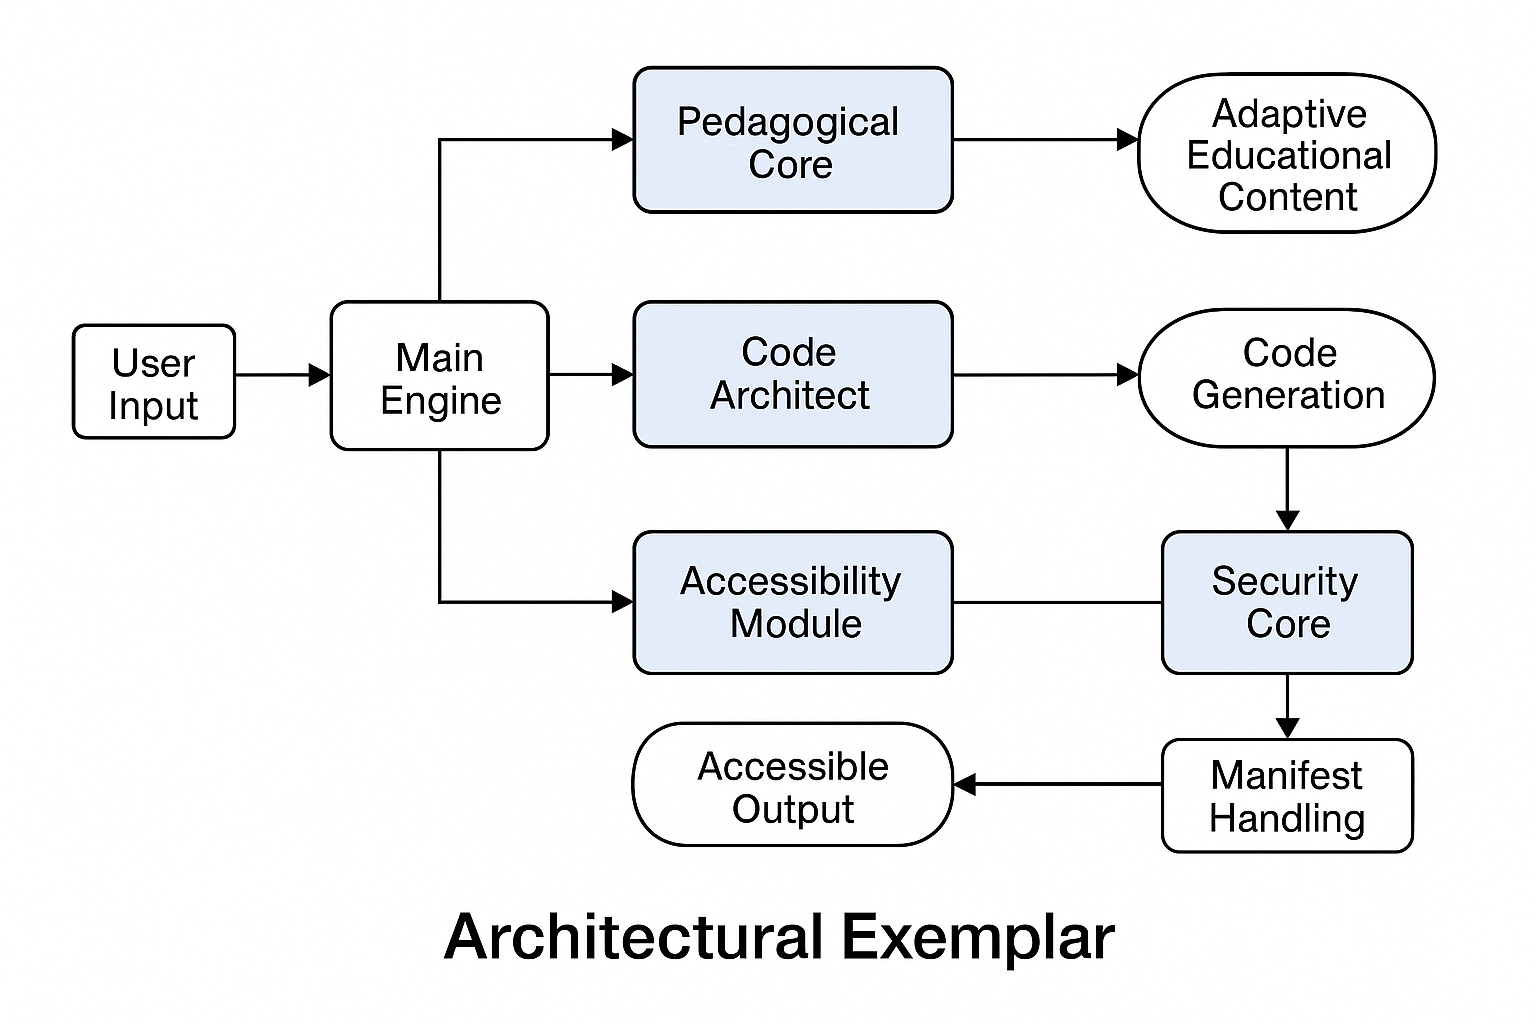 Pedagogical
Core
Adaptive
Educational
Content
User
Input
Main
Engine
Code
Architect
Code
Generation
Accessibility
Module
Security
Core
Accessible
Output
Manifest
Handling
Architectural Exemplar